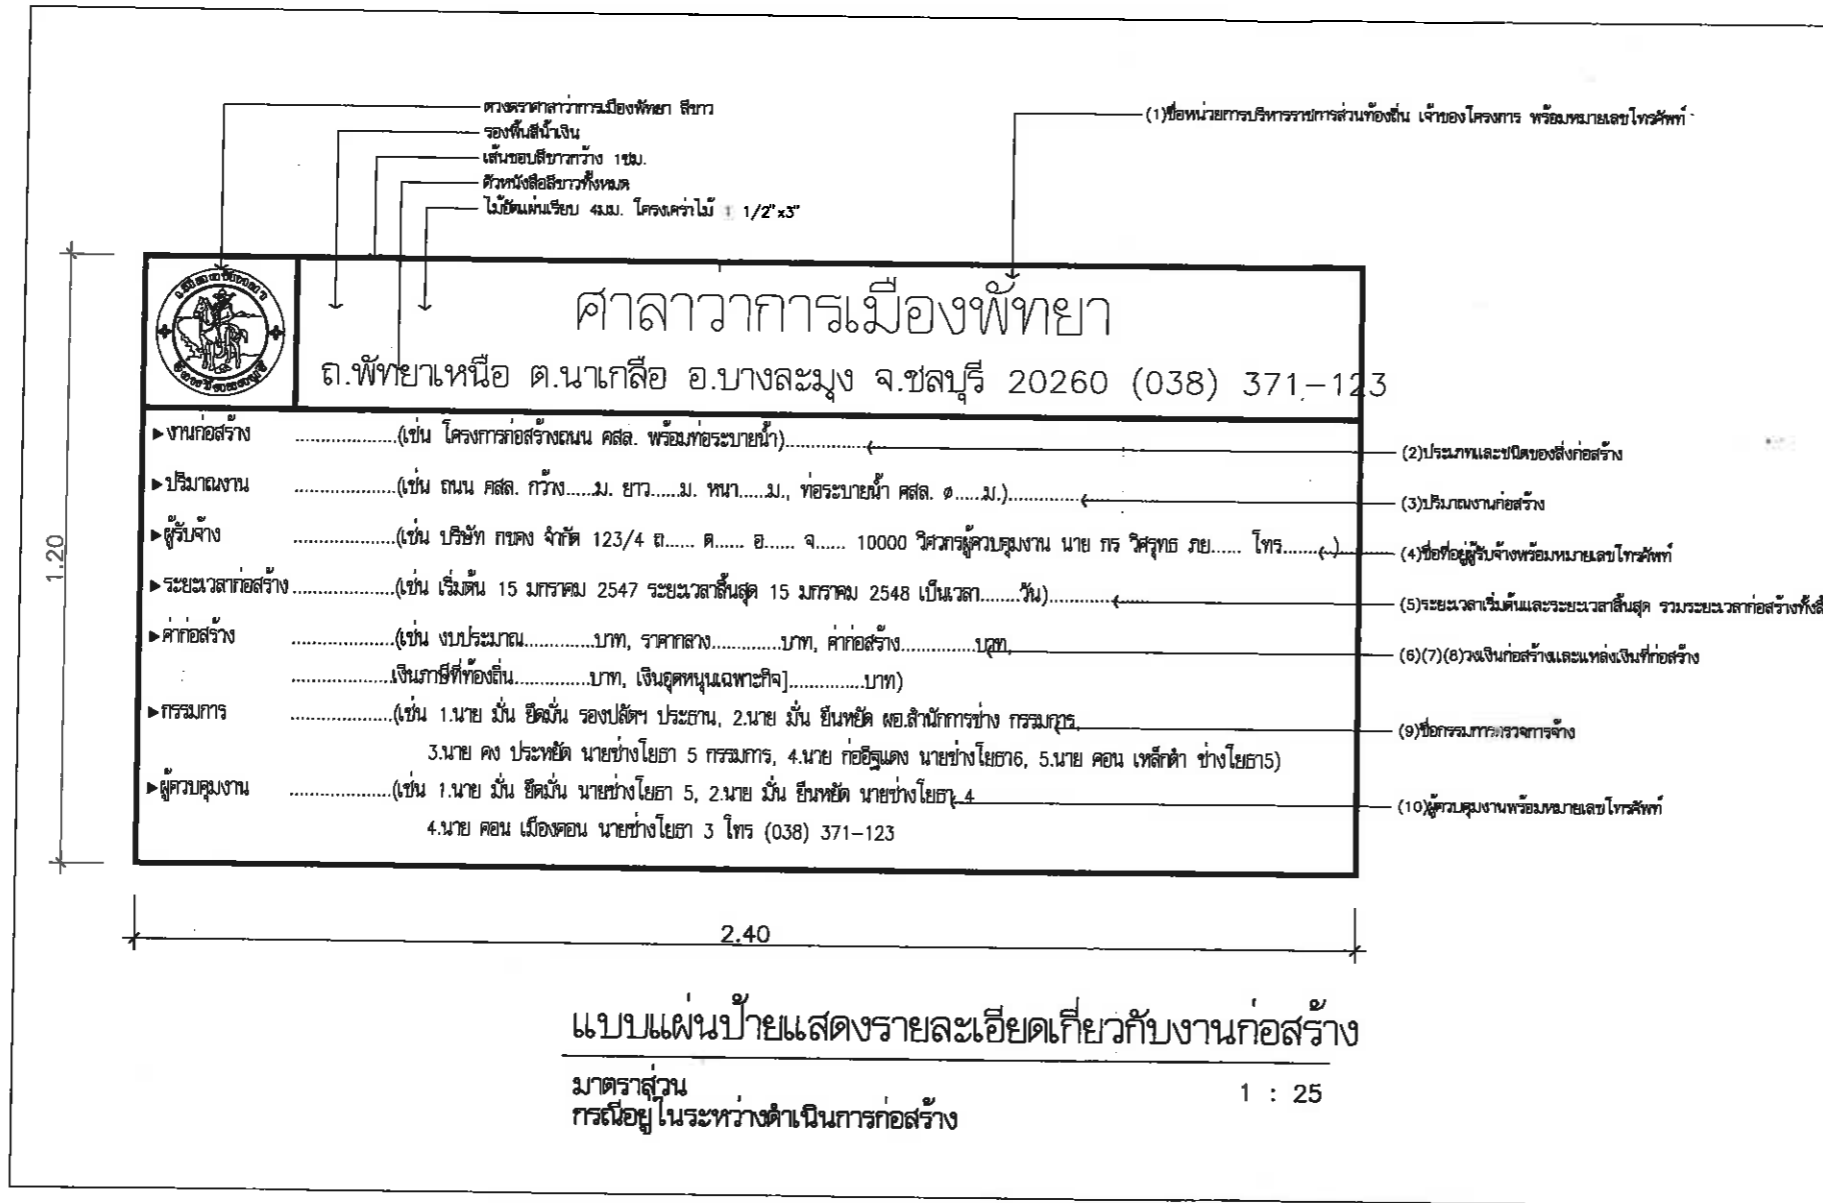 ดวงตราศาลาว่าการเมืองพัทยา สีขาว
รองพื้นสีน้ำเงิน
เส้นขอบสีขาวกว้าง 1ซม.
ตัวหนังสือสีขาวทั้งหมด
ไม้อัดแผ่นเรียบ 4มม. โครงเคร่าไม้ 1 1/2"x3"
(1)ชื่อหน่วยการบริหารราชการส่วนท้องถิ่น เจ้าของโครงการ พร้อมหมายเลขโทรศัพท์
ศาลาวาการเมืองพัทยา
ถ.พัทยาเหนือ ต.นาเกลือ อ.บางละมุง จ.ชลบุรี 20260 (038) 371-123
▶งานก่อสร้าง ..................(เช่น โครงการก่อสร้างถนน คสล. พร้อมท่อระบายน้ำ)..................
(2)ประเภทและชนิดของสิ่งก่อสร้าง
▶ปริมาณงาน ..................(เช่น ถนน คสล. กว้าง.....ม. ยาว.....ม. หนา.....ม., ท่อระบายน้ำ คสล. ø.....ม.)..................
(3)ปริมาณงานก่อสร้าง
▶ผู้รับจ้าง ..................(เช่น บริษัท กขคง จำกัด 123/4 ถ...... ต...... อ...... จ...... 10000 วิศวกรผู้ควบคุมงาน นาย กร วิศรุทธ ภย...... โทร..........)
(4)ชื่อที่อยู่ผู้รับจ้างพร้อมหมายเลขโทรศัพท์
▶ระยะเวลาก่อสร้าง..................(เช่น เริ่มต้น 15 มกราคม 2547 ระยะเวลาสิ้นสุด 15 มกราคม 2548 เป็นเวลา.......วัน)..................
(5)ระยะเวลาเริ่มต้นและระยะเวลาสิ้นสุด รวมระยะเวลาก่อสร้างทั้งสิ้
▶ค่าก่อสร้าง ..................(เช่น งบประมาณ.............บาท, ราคากลาง.............บาท, ค่าก่อสร้าง.............บาท,
(6)(7)(8)วงเงินก่อสร้างและแหล่งเงินที่ก่อสร้าง
..................เงินภาษีที่ท้องถิ่น..............บาท, เงินอุดหนุนเฉพาะกิจ]..............บาท)
▶กรรมการ ..................(เช่น 1.นาย มั่น ยึดมั่น รองปลัดฯ ประธาน, 2.นาย มั่น ยืนหยัด ผอ.สำนักการช่าง กรรมการ,
(9)ชื่อกรรมการตรวจการจ้าง
3.นาย คง ประหยัด นายช่างโยธา 5 กรรมการ, 4.นาย ก่ออิฐแดง นายช่างโยธา6, 5.นาย คอน เหล็กดำ ช่างโยธา5)
▶ผู้ควบคุมงาน ..................(เช่น 1.นาย มั่น ยึดมั่น นายช่างโยธา 5, 2.นาย มั่น ยืนหยัด นายช่างโยธา 4
(10)ผู้ควบคุมงานพร้อมหมายเลขโทรศัพท์
4.นาย คอน เมืองคอน นายช่างโยธา 3 โทร (038) 371-123
1.20
2.40
แบบแผ่นป้ายแสดงรายละเอียดเกี่ยวกับงานก่อสร้าง
มาตราส่วน 1 : 25
กรณีอยู่ในระหว่างดำเนินการก่อสร้าง